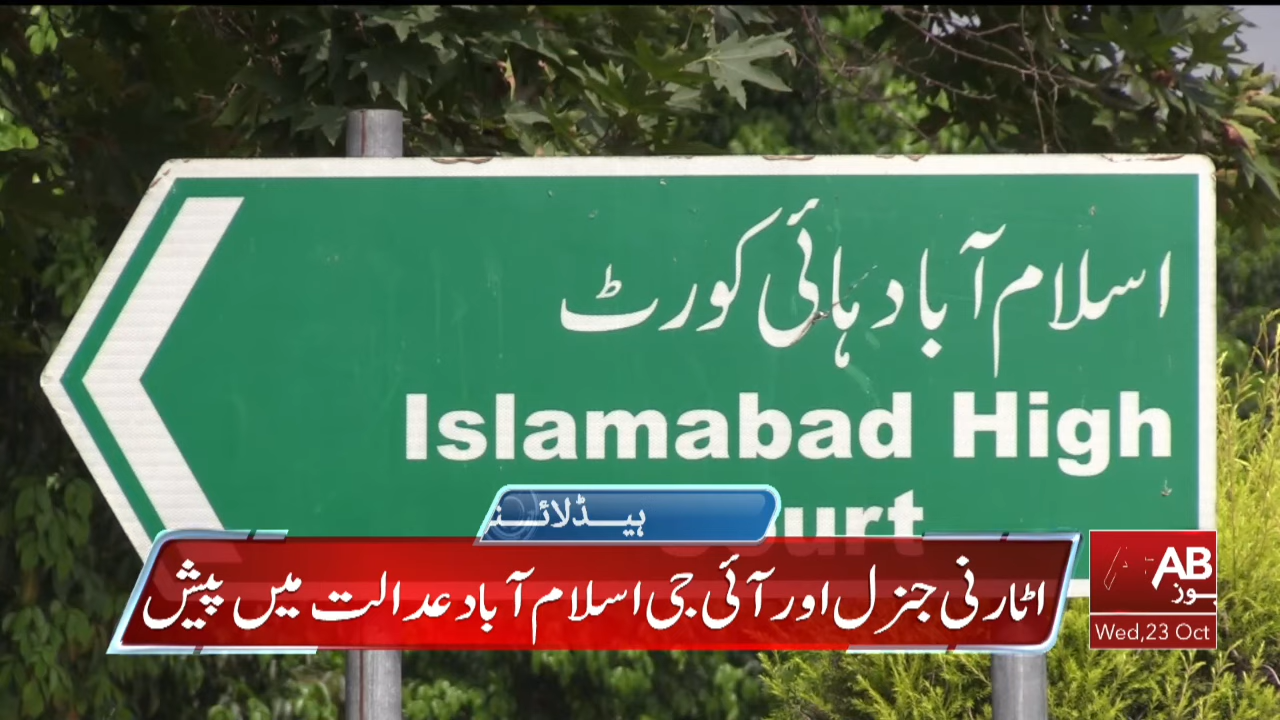 اسلام آباد ہائی کورٹ
Islamabad High
ہیڈلائنز
اٹارنی جنرل اور آئی جی اسلام آباد عدالت میں پیش
AB
Wed,23 Oct